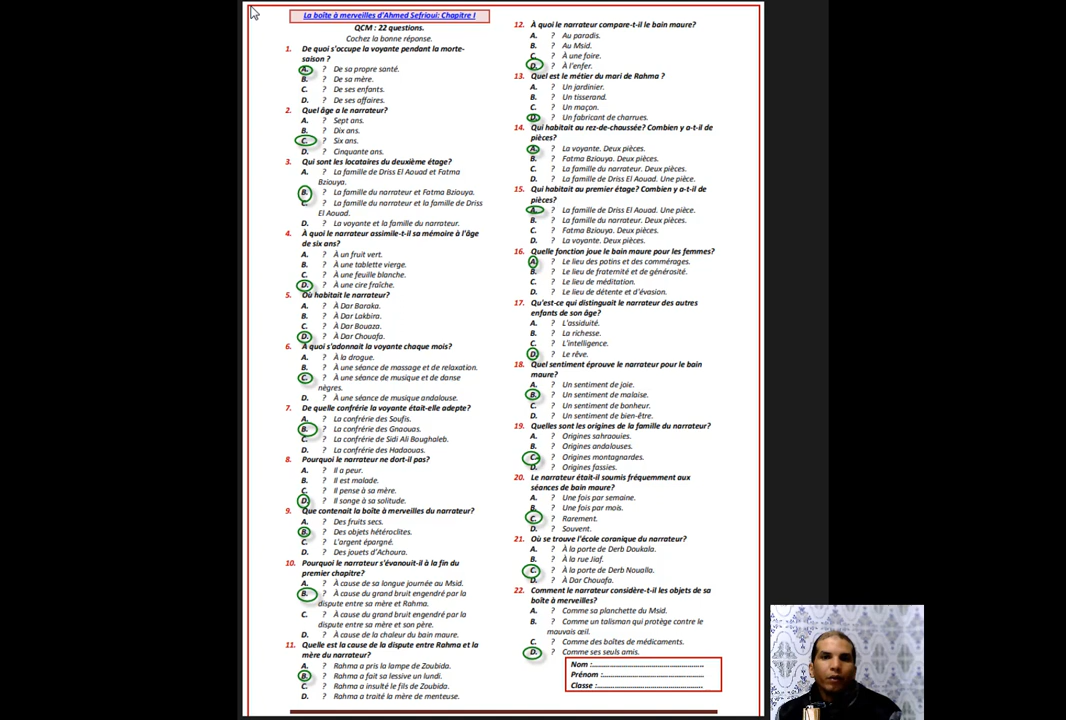 La boîte à merveilles d'Ahmed Sefrioui: Chapitre I
QCM : 22 questions.
Cochez la bonne réponse.
1. De quoi s'occupe la voyante pendant la morte-
saison ?
A. ? De sa propre santé.
B. ? De sa mère.
C. ? De ses enfants.
D. ? De ses affaires.
2. Quel âge a le narrateur?
A. ? Sept ans.
B. ? Dix ans.
C. ? Six ans.
D. ? Cinquante ans.
3. Qui sont les locataires du deuxième étage?
A. ? La famille de Driss El Aouad et Fatma
Bziouya.
B. ? La famille du narrateur et Fatma Bziouya.
C. ? La famille du narrateur et la famille de Driss
El Aouad.
D. ? La voyante et la famille du narrateur.
4. À quoi le narrateur assimile-t-il sa mémoire à l'âge
de six ans?
A. ? À un fruit vert.
B. ? À une tablette vierge.
C. ? À une feuille blanche.
D. ? À une cire fraîche.
5. Où habitait le narrateur?
A. ? À Dar Baraka.
B. ? À Dar Lakbira.
C. ? À Dar Bouaza.
D. ? À Dar Chouafa.
6. À quoi s'adonnait la voyante chaque mois?
A. ? À la drogue.
B. ? À une séance de massage et de relaxation.
C. ? À une séance de musique et de danse
nègres.
D. ? À une séance de musique andalouse.
7. De quelle confrérie la voyante était-elle adepte?
A. ? La confrérie des Soufis.
B. ? La confrérie des Gnaouas.
C. ? La confrérie de Sidi Ali Boughaleb.
D. ? La confrérie des Hadaouas.
8. Pourquoi le narrateur ne dort-il pas?
A. ? Il a peur.
B. ? Il est malade.
C. ? Il pense à sa mère.
D. ? Il songe à sa solitude.
9. Que contenait la boîte à merveilles du narrateur?
A. ? Des fruits secs.
B. ? Des objets hétéroclites.
C. ? L'argent épargné.
D. ? Des jouets d'Achoura.
10. Pourquoi le narrateur s'évanouit-il à la fin du
premier chapitre?
A. ? À cause de sa longue journée au Msid.
B. ? À cause du grand bruit engendré par la
dispute entre sa mère et Rahma.
C. ? À cause du grand bruit engendré par la
dispute entre sa mère et son père.
D. ? À cause de la chaleur du bain maure.
11. Quelle est la cause de la dispute entre Rahma et la
mère du narrateur?
A. ? Rahma a pris la lampe de Zoubida.
B. ? Rahma a fait sa lessive un lundi.
C. ? Rahma a insulté le fils de Zoubida.
D. ? Rahma a traité la mère de menteuse.
12. À quoi le narrateur compare-t-il le bain maure?
A. ? Au paradis.
B. ? Au Msid.
C. ? À une foire.
D. ? À l'enfer.
13. Quel est le métier du mari de Rahma ?
A. ? Un jardinier.
B. ? Un tisserand.
C. ? Un maçon.
D. ? Un fabricant de charrues.
14. Qui habitait au rez-de-chaussée? Combien y a-t-il de
pièces?
A. ? La voyante. Deux pièces.
B. ? Fatma Bziouya. Deux pièces.
C. ? La famille du narrateur. Deux pièces.
D. ? La famille de Driss El Aouad. Une pièce.
15. Qui habitait au premier étage? Combien y a-t-il de
pièces?
A. ? La famille de Driss El Aouad. Une pièce.
B. ? La famille du narrateur. Deux pièces.
C. ? Fatma Bziouya. Deux pièces.
D. ? La voyante. Deux pièces.
16. Quelle fonction joue le bain maure pour les femmes?
A. ? Le lieu des potins et des commérages.
B. ? Le lieu de fraternité et de générosité.
C. ? Le lieu de méditation.
D. ? Le lieu de détente et d'évasion.
17. Qu'est-ce qui distinguait le narrateur des autres
enfants de son âge?
A. ? L'assiduité.
B. ? La richesse.
C. ? L'intelligence.
D. ? Le rêve.
18. Quel sentiment éprouve le narrateur pour le bain
maure?
A. ? Un sentiment de joie.
B. ? Un sentiment de malaise.
C. ? Un sentiment de bonheur.
D. ? Un sentiment de bien-être.
19. Quelles sont les origines de la famille du narrateur?
A. ? Origines sahraouies.
B. ? Origines andalouses.
C. ? Origines montagnardes.
D. ? Origines fassies.
20. Le narrateur était-il soumis fréquemment aux
séances de bain maure?
A. ? Une fois par semaine.
B. ? Une fois par mois.
C. ? Rarement.
D. ? Souvent.
21. Où se trouve l'école coranique du narrateur?
A. ? À la porte de Derb Doukala.
B. ? À la rue Jiaf.
C. ? À la porte de Derb Noualla.
D. ? À Dar Chouafa.
22. Comment le narrateur considère-t-il les objets de sa
boîte à merveilles?
A. ? Comme sa planchette du Msid.
B. ? Comme un talisman qui protège contre le
mauvais œil.
C. ? Comme des boîtes de médicaments.
D. ? Comme ses seuls amis.
Nom :
Prénom :
Classe :